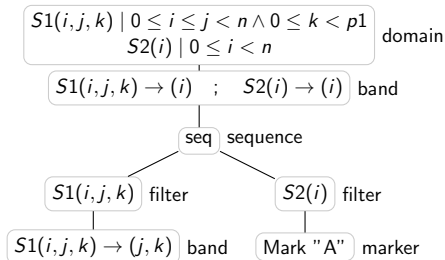 S1(i, j, k) | 0 ≤ i ≤ j < n ∧ 0 ≤ k < p1
S2(i) | 0 ≤ i < n
domain
S1(i, j, k) → (i) ; S2(i) → (i) band
seq sequence
S1(i, j, k) filter S2(i) filter
S1(i, j, k) → (j, k) band Mark "A" marker